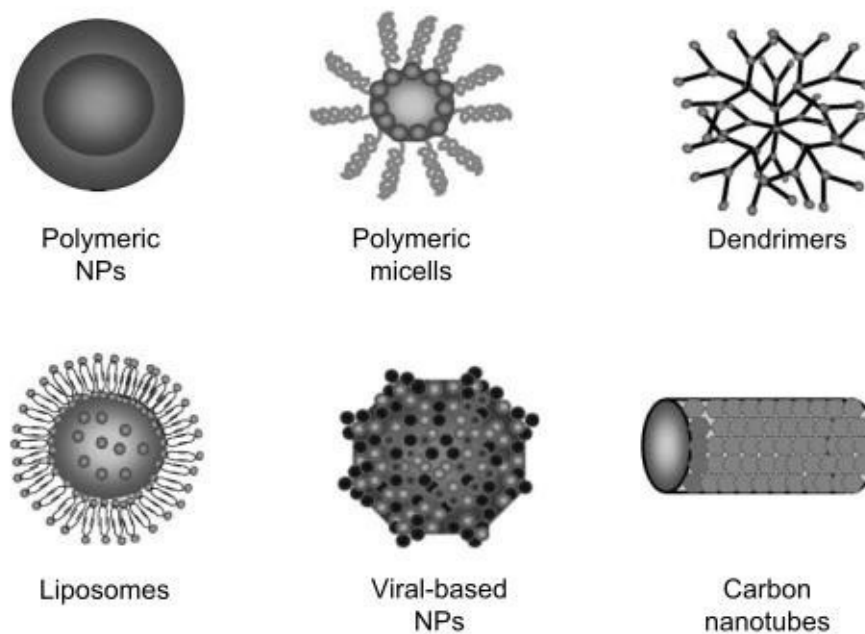 Polymeric
NPs
Polymeric
micells
Dendrimers
Liposomes
Viral-based
NPs
Carbon
nanotubes